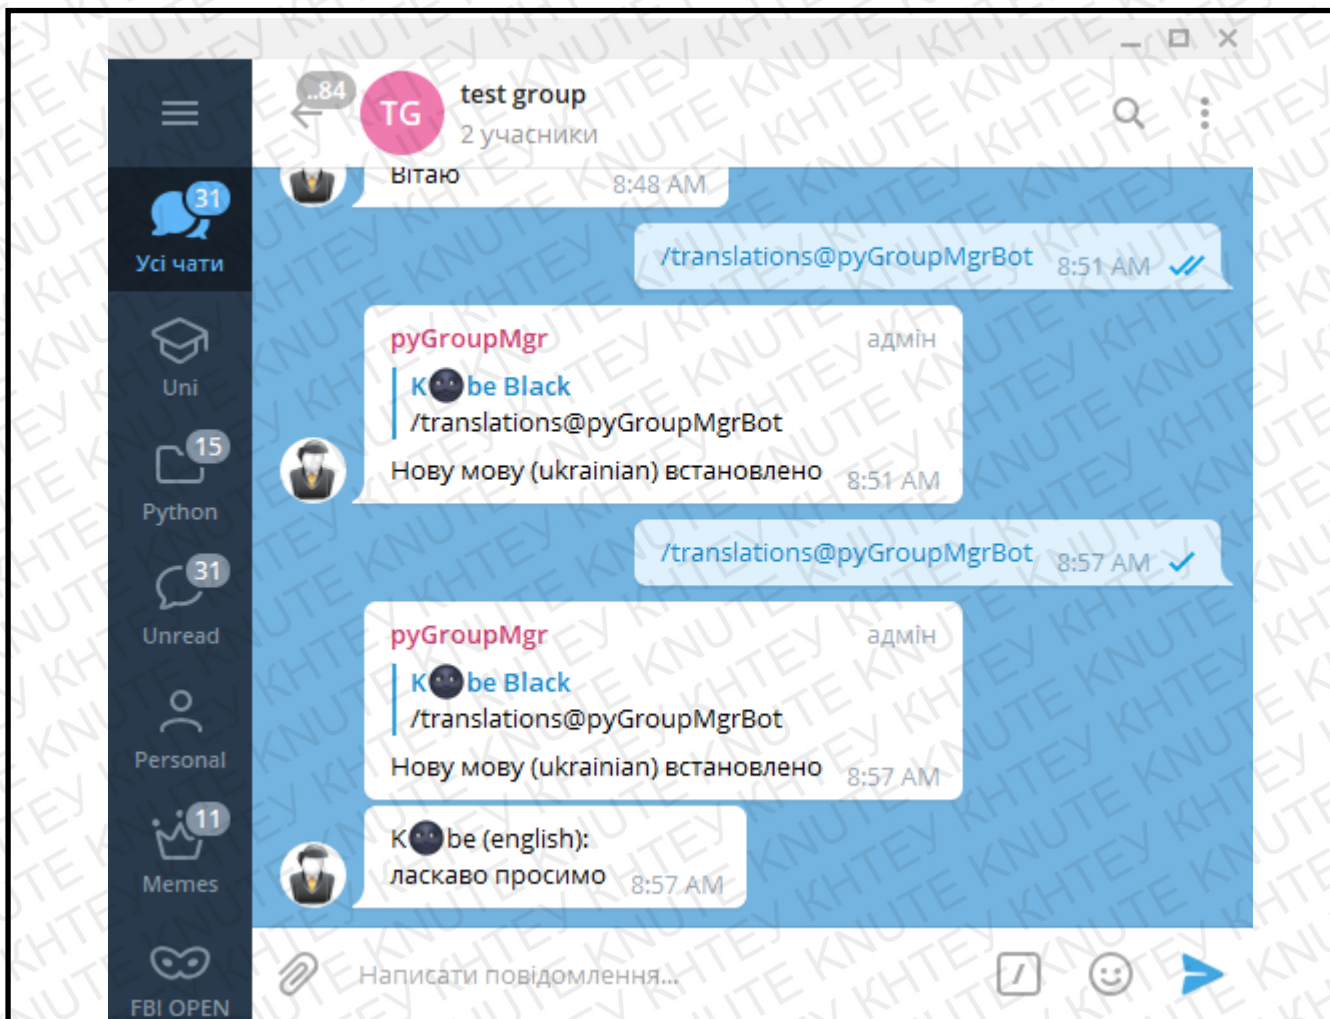 ..84
TG
test group
2 учасники
Вітаю
8:48 AM
31
Усі чати
/translations@pyGroupMgrBot 8:51 AM
pyGroupMgr адмін
K🌚be Black
/translations@pyGroupMgrBot
Нову мову (ukrainian) встановлено 8:51 AM
Uni
15
Python
/translations@pyGroupMgrBot 8:57 AM
31
Unread
pyGroupMgr адмін
K🌚be Black
/translations@pyGroupMgrBot
Нову мову (ukrainian) встановлено 8:57 AM
Personal
11
Memes
K🌚be (english):
ласкаво просимо 8:57 AM
FBI OPEN
Написати повідомлення...
KNUTE КНТЕУ